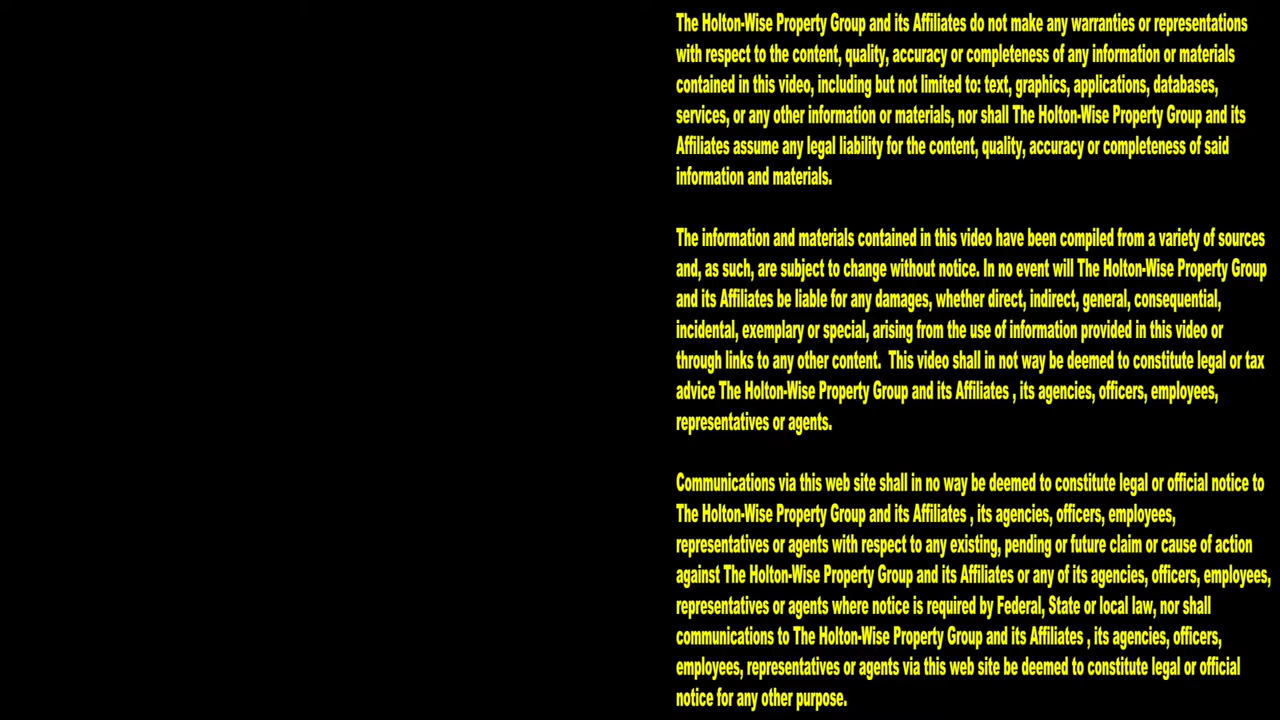 The Holton-Wise Property Group and its Affiliates do not make any warranties or representations
with respect to the content, quality, accuracy or completeness of any information or materials
contained in this video, including but not limited to: text, graphics, applications, databases,
services, or any other information or materials, nor shall The Holton-Wise Property Group and its
Affiliates assume any legal liability for the content, quality, accuracy or completeness of said
information and materials.
The information and materials contained in this video have been compiled from a variety of sources
and, as such, are subject to change without notice. In no event will The Holton-Wise Property Group
and its Affiliates be liable for any damages, whether direct, indirect, general, consequential,
incidental, exemplary or special, arising from the use of information provided in this video or
through links to any other content.  This video shall in not way be deemed to constitute legal or tax
advice The Holton-Wise Property Group and its Affiliates , its agencies, officers, employees,
representatives or agents.
Communications via this web site shall in no way be deemed to constitute legal or official notice to
The Holton-Wise Property Group and its Affiliates , its agencies, officers, employees,
representatives or agents with respect to any existing, pending or future claim or cause of action
against The Holton-Wise Property Group and its Affiliates or any of its agencies, officers, employees,
representatives or agents where notice is required by Federal, State or local law, nor shall
communications to The Holton-Wise Property Group and its Affiliates , its agencies, officers,
employees, representatives or agents via this web site be deemed to constitute legal or official
notice for any other purpose.